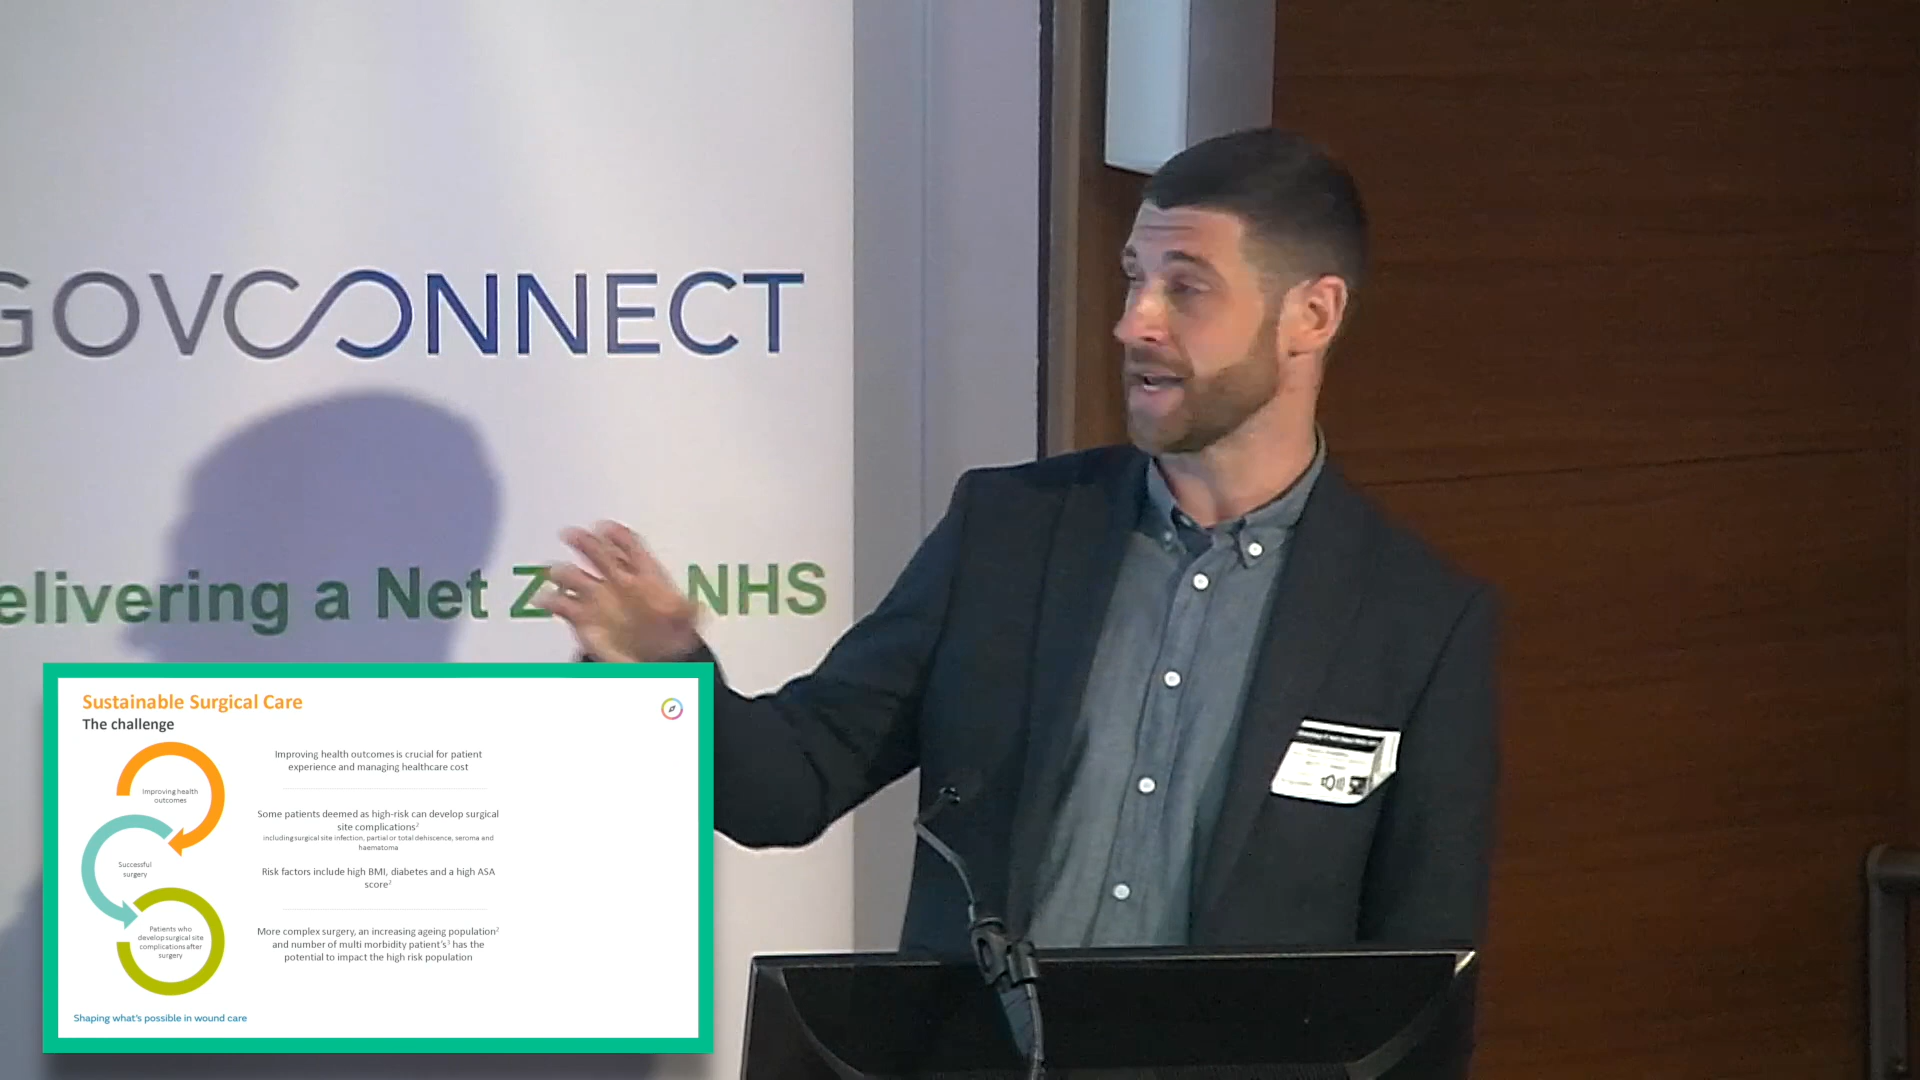 GOVCONNECT
elivering a Net Z
NHS
Sustainable Surgical Care
The challenge
Improving health outcomes
Successful surgery
Patients who develop surgical site complications after surgery
Improving health outcomes is crucial for patient
experience and managing healthcare cost
Some patients deemed as high-risk can develop surgical
site complications²
including surgical site infection, partial or total dehiscence, seroma and
haematoma
Risk factors include high BMI, diabetes and a high ASA
score²
More complex surgery, an increasing ageing population²
and number of multi morbidity patient's³ has the
potential to impact the high risk population
Shaping what's possible in wound care